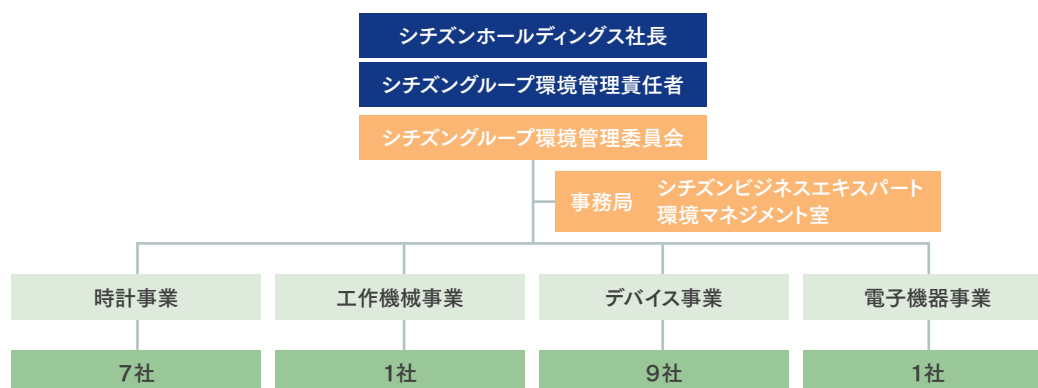 シチズンホールディングス社長
シチズングループ環境管理責任者
シチズングループ環境管理委員会
事務局 シチズンビジネスエキスパート
環境マネジメント室
時計事業 工作機械事業 デバイス事業 電子機器事業
7社 1社 9社 1社